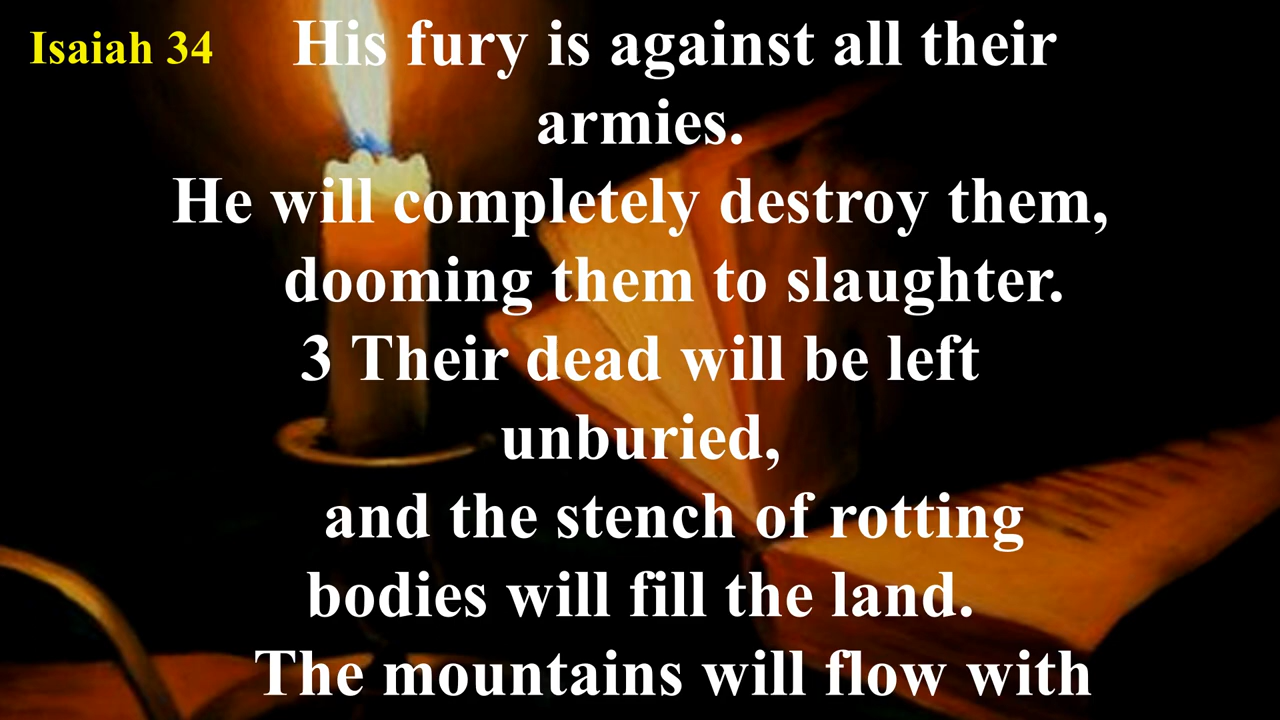 Isaiah 34
His fury is against all their
armies.
He will completely destroy them,
dooming them to slaughter.
3 Their dead will be left
unburied,
and the stench of rotting
bodies will fill the land.
The mountains will flow with